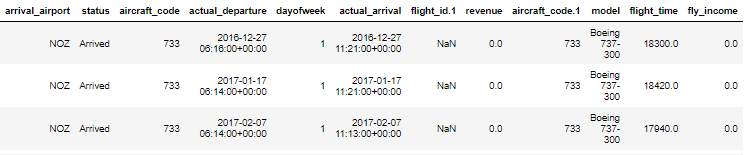 arrival_airport status aircraft_code actual_departure dayofweek actual_arrival flight_id.1 revenue aircraft_code.1 model flight_time fly_income
NOZ Arrived 733 2016-12-27 06:16:00+00:00 1 2016-12-27 11:21:00+00:00 NaN 0.0 733 Boeing 737-300 18300.0 0.0
NOZ Arrived 733 2017-01-17 06:14:00+00:00 1 2017-01-17 11:21:00+00:00 NaN 0.0 733 Boeing 737-300 18420.0 0.0
NOZ Arrived 733 2017-02-07 06:14:00+00:00 1 2017-02-07 11:13:00+00:00 NaN 0.0 733 Boeing 737-300 17940.0 0.0